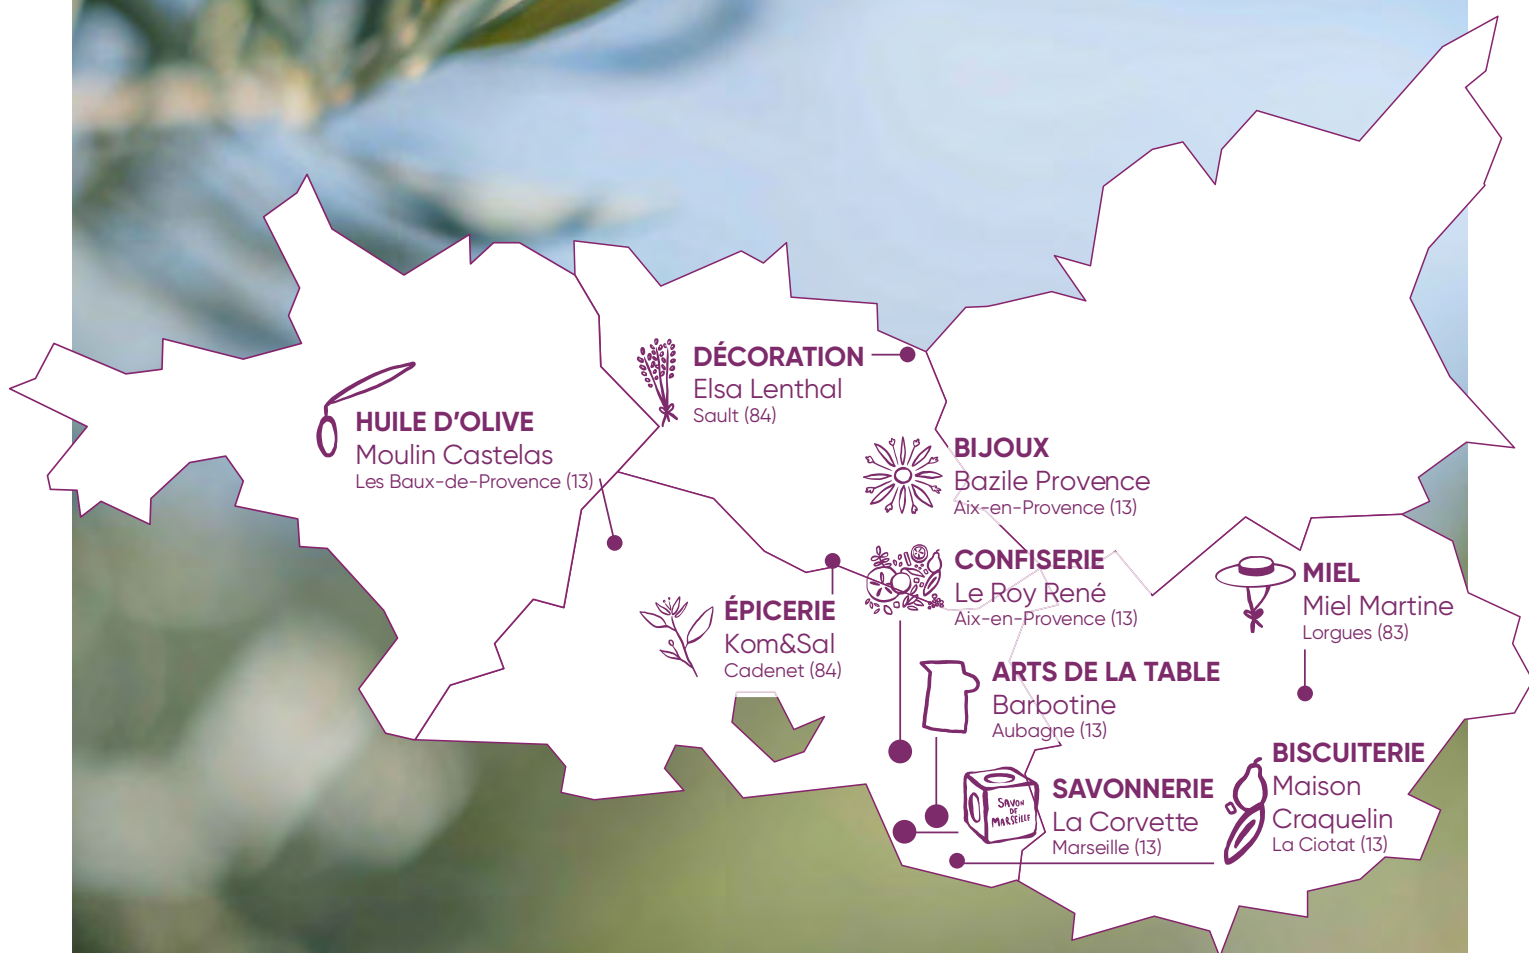 DÉCORATION
Elsa Lenthal
Sault (84)
HUILE D’OLIVE
Moulin Castelas
Les Baux-de-Provence (13)
BIJOUX
Bazile Provence
Aix-en-Provence (13)
CONFISERIE
Le Roy René
Aix-en-Provence (13)
MIEL
Miel Martine
Lorgues (83)
ÉPICERIE
Kom&Sal
Cadenet (84)
ARTS DE LA TABLE
Barbotine
Aubagne (13)
BISCUITERIE
Maison
Craquelin
La Ciotat (13)
SAVON
DE
MARSEILLE
SAVONNERIE
La Corvette
Marseille (13)